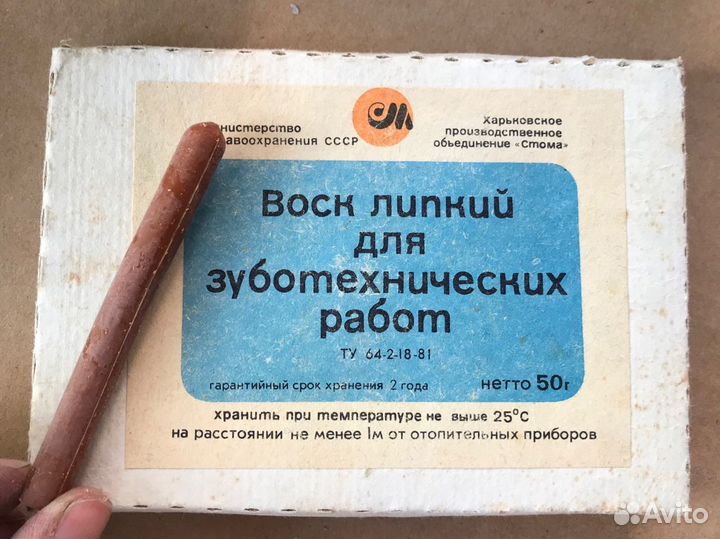 нистерство
авоохранения СССР
СМ
Харьковское
производственное
объединение «Стома»
Воск липкий
для
зуботехнических
работ
ТУ 64-2-18-81
гарантийный срок хранения 2 года
нетто 50г
хранить при температуре не выше 25°С
на расстоянии не менее 1м от отопительных приборов
Avito